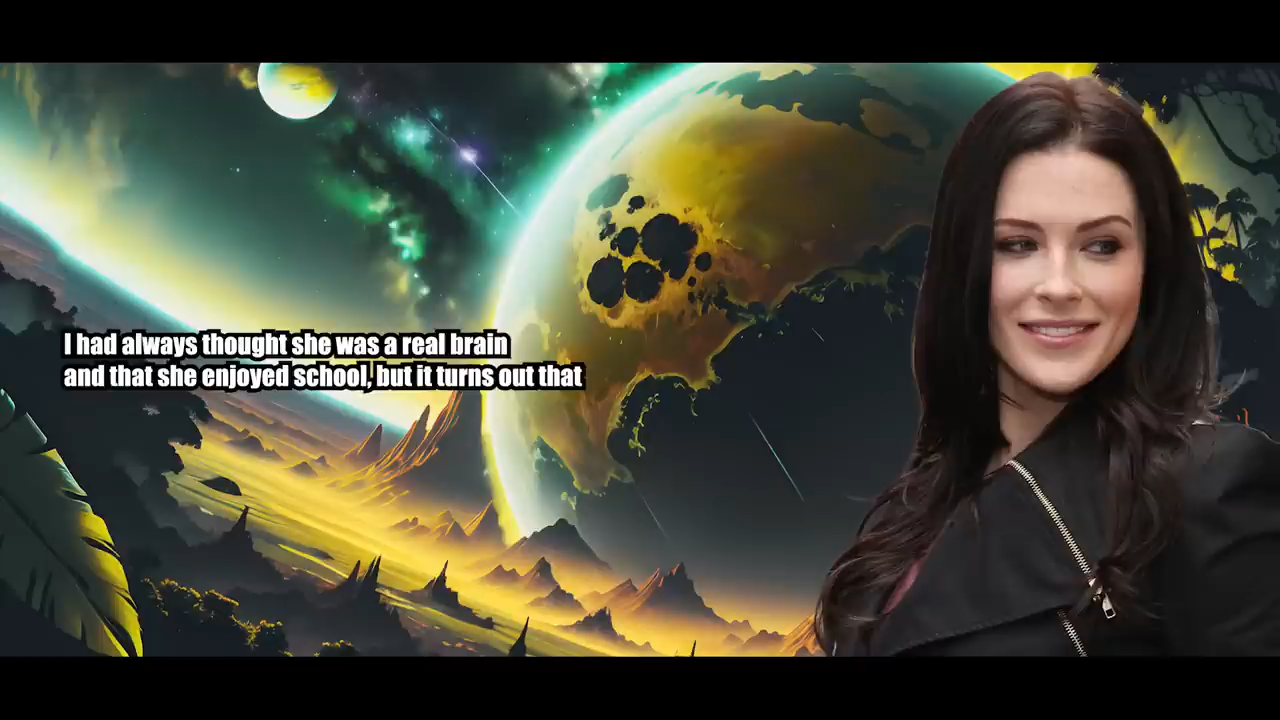 I had always thought she was a real brain
and that she enjoyed school, but it turns out that